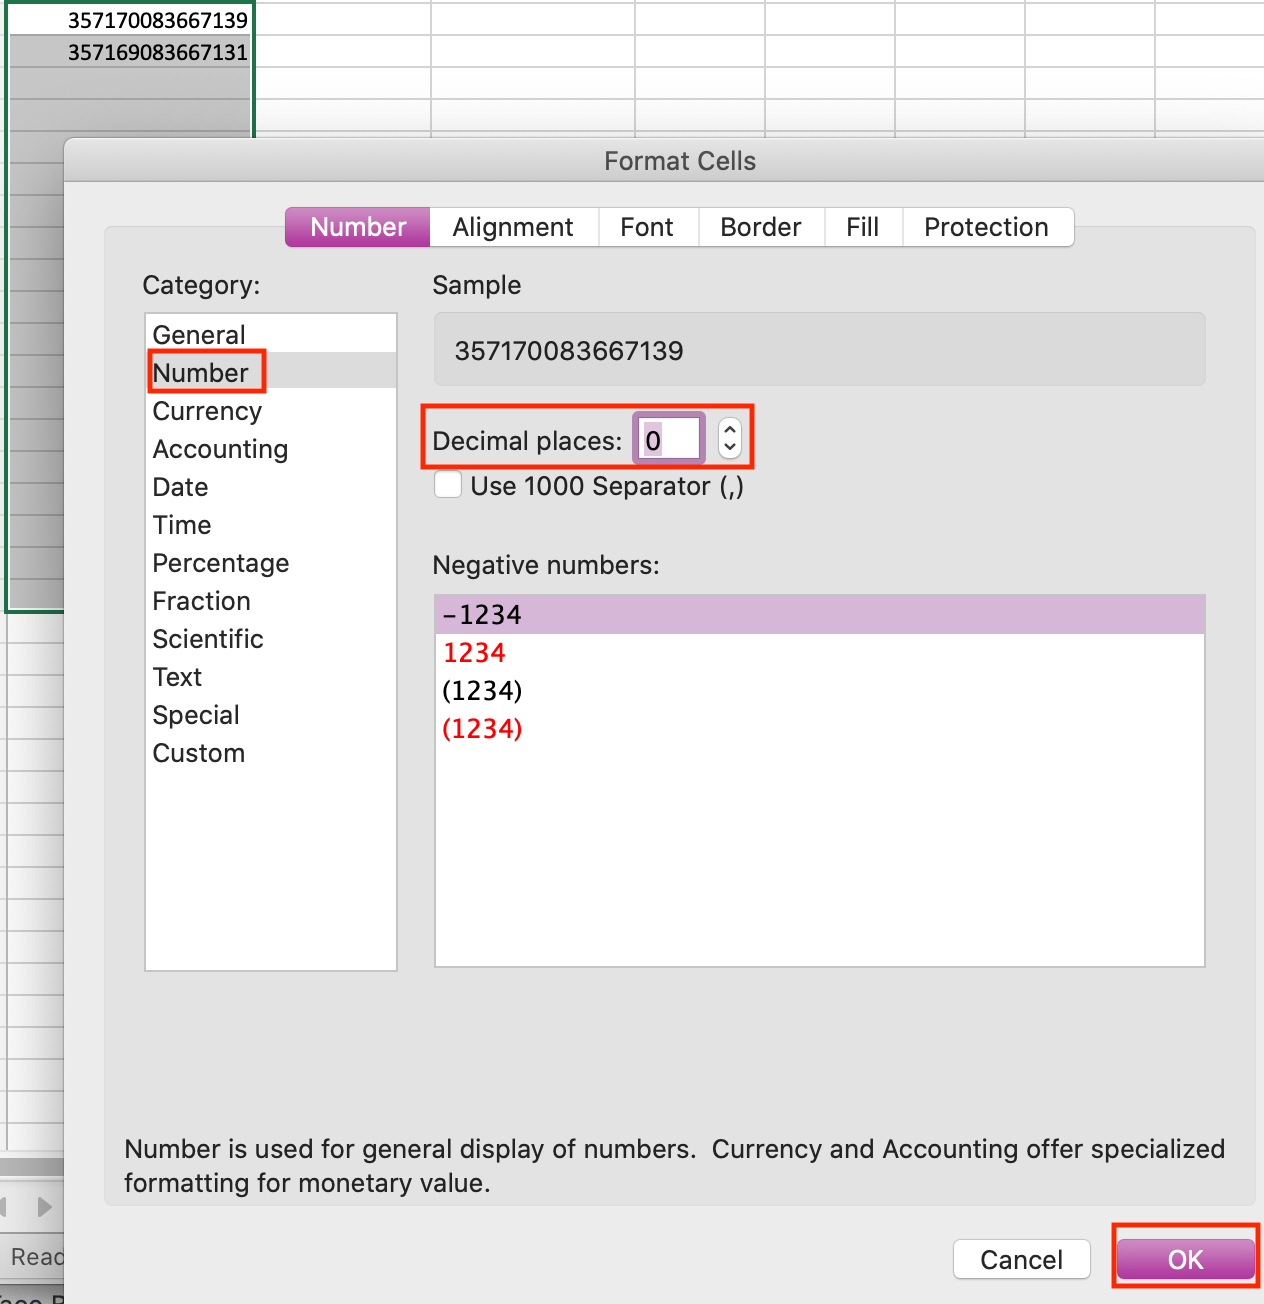 357170083667139
357169083667131
Format Cells
Number Alignment Font Border Fill Protection
Category:
General
Number
Currency
Accounting
Date
Time
Percentage
Fraction
Scientific
Text
Special
Custom
Sample
357170083667139
Decimal places: 0
Use 1000 Separator (,)
Negative numbers:
-1234
1234
(1234)
(1234)
Number is used for general display of numbers.  Currency and Accounting offer specialized
formatting for monetary value.
Read
Cancel OK